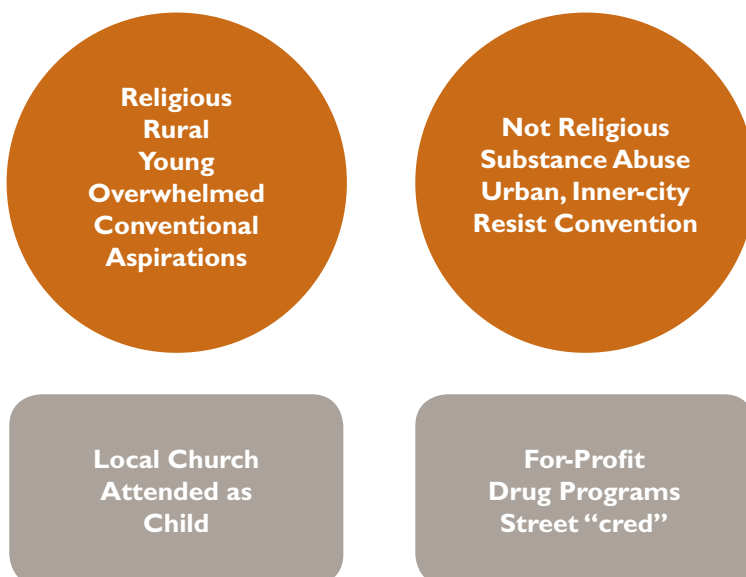 Religious
Rural
Young
Overwhelmed
Conventional
Aspirations
Not Religious
Substance Abuse
Urban, Inner-city
Resist Convention
Local Church
Attended as
Child
For-Profit
Drug Programs
Street “cred”